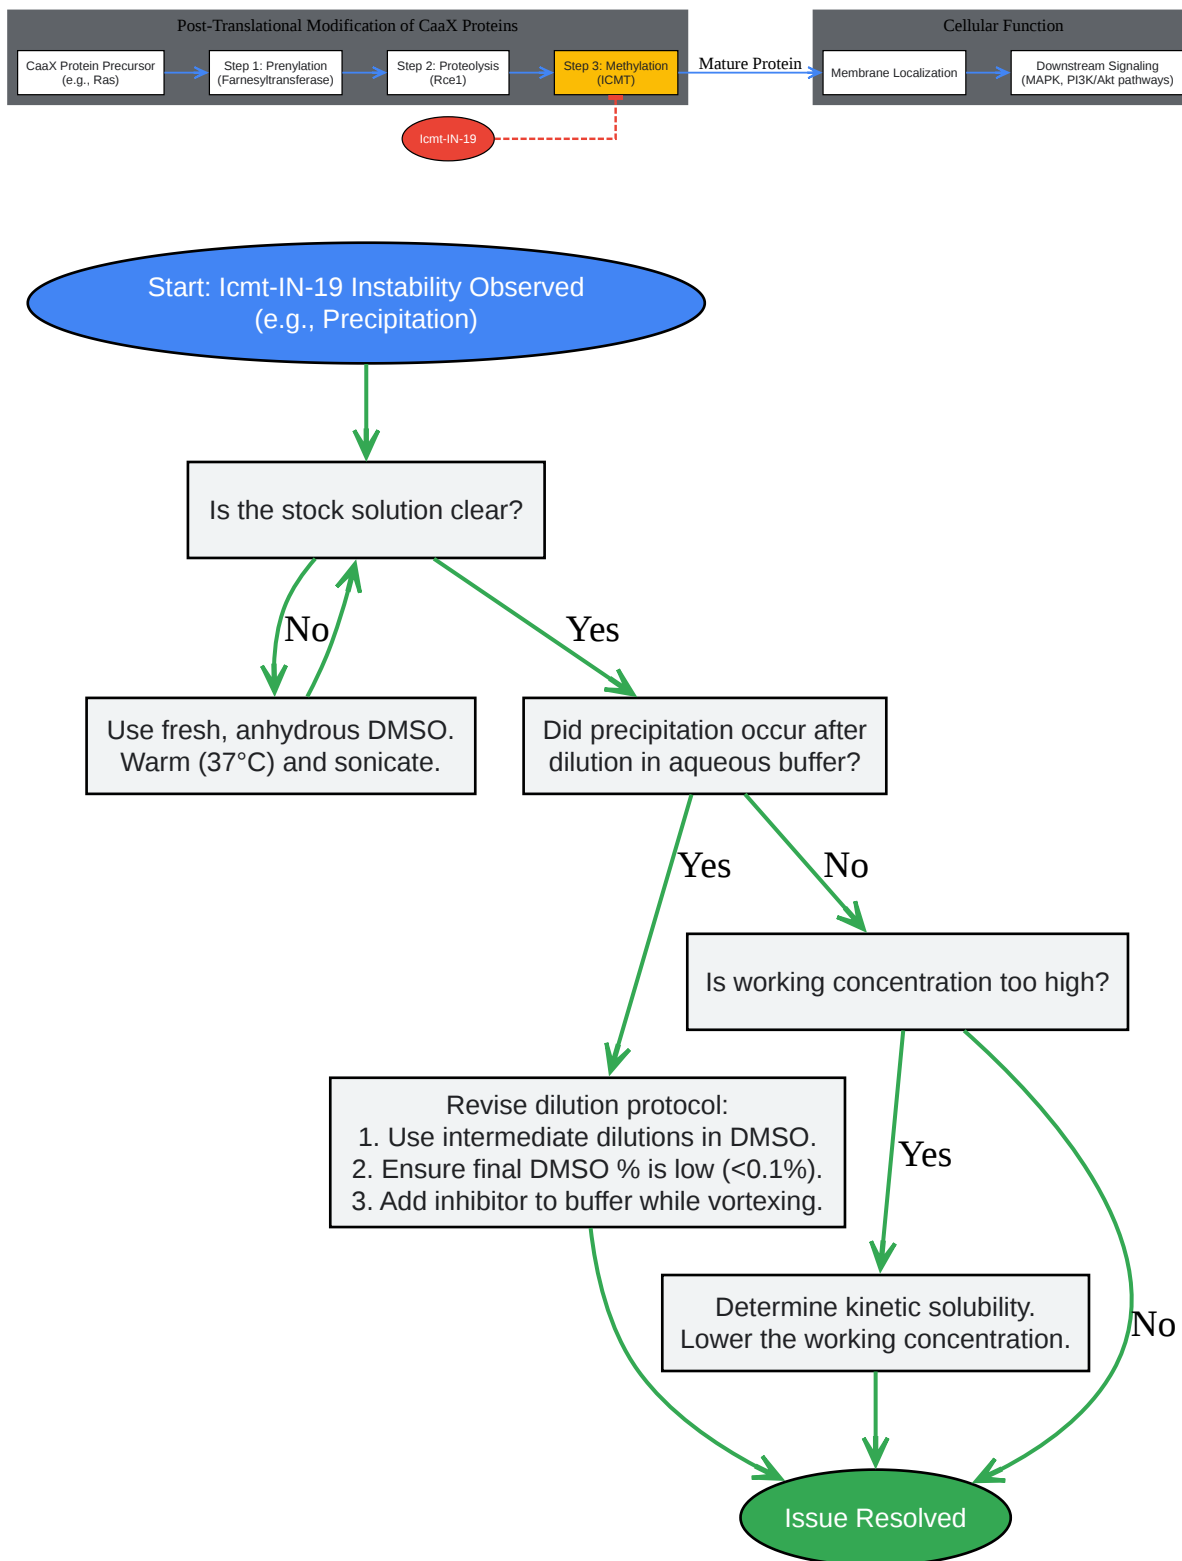 Post-Translational Modification of CaaX Proteins
Cellular Function
CaaX Protein Precursor
(e.g., Ras)
Step 1: Prenylation
(Farnesyltransferase)
Step 2: Proteolysis
(Rce1)
Step 3: Methylation
(ICMT)
Mature Protein
Membrane Localization
Downstream Signaling
(MAPK, PI3K/Akt pathways)
Icmt-IN-19
Start: Icmt-IN-19 Instability Observed
(e.g., Precipitation)
Is the stock solution clear?
No
Yes
Use fresh, anhydrous DMSO.
Warm (37°C) and sonicate.
Did precipitation occur after
dilution in aqueous buffer?
Yes
No
Is working concentration too high?
Revise dilution protocol:
1. Use intermediate dilutions in DMSO.
2. Ensure final DMSO % is low (<0.1%).
3. Add inhibitor to buffer while vortexing.
Yes
Determine kinetic solubility.
Lower the working concentration.
No
Issue Resolved